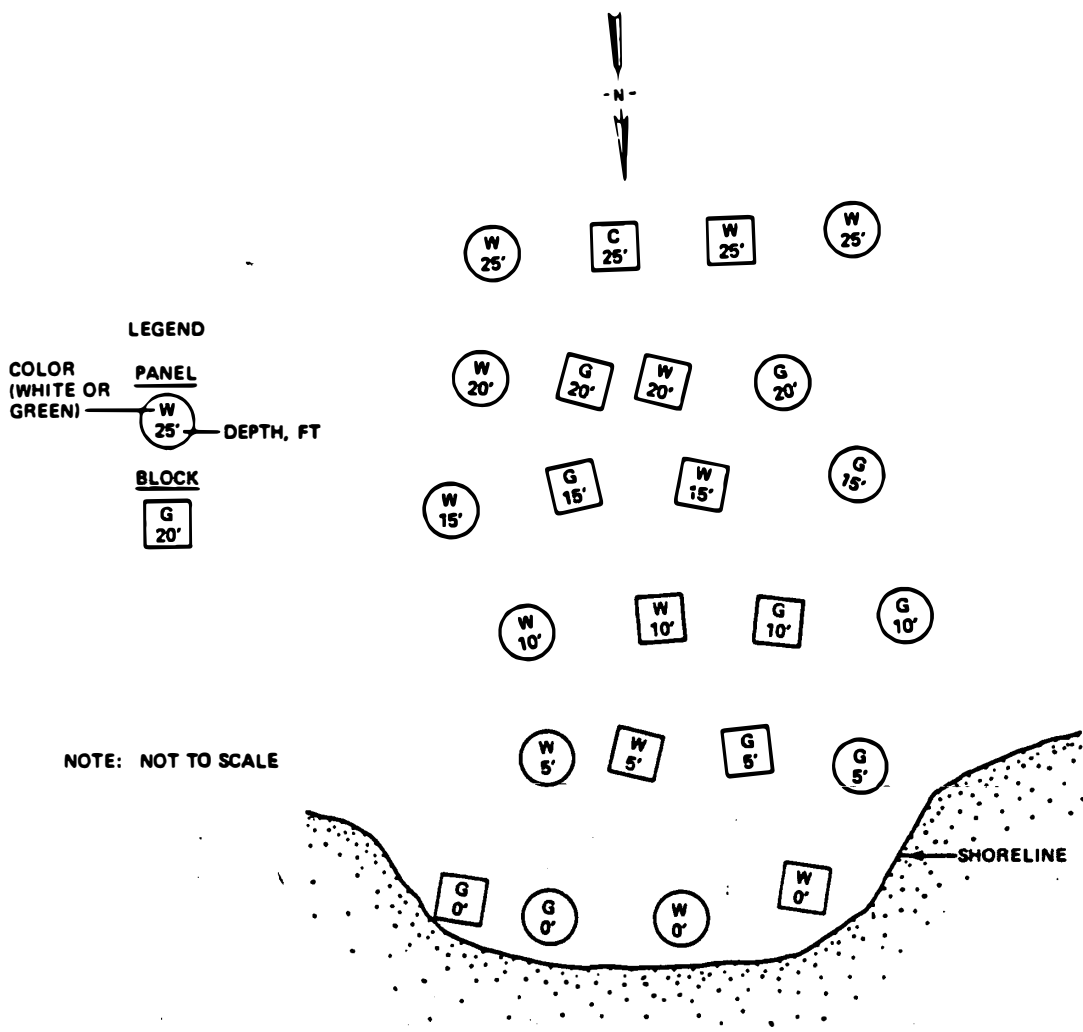 - N -
W
25'
C
25'
W
25'
W
25'
LEGEND
COLOR
(WHITE OR
GREEN)
PANEL
W
25'
DEPTH, FT
BLOCK
G
20'
W
20'
G
20'
W
20'
G
20'
W
15'
G
15'
W
15'
G
15'
W
10'
W
10'
G
10'
G
10'
NOTE: NOT TO SCALE
W
5'
W
5'
G
5'
G
5'
SHORELINE
G
0'
G
0'
W
0'
W
0'